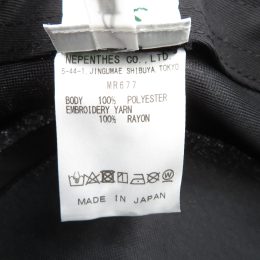 NEPENTHES CO., LTD.
5-44-1, JINGUMAE SHIBUYA, TOKYO
MR677
BODY 100% POLYESTER
EMBROIDERY YARN
100% RAYON
MADE IN JAPAN